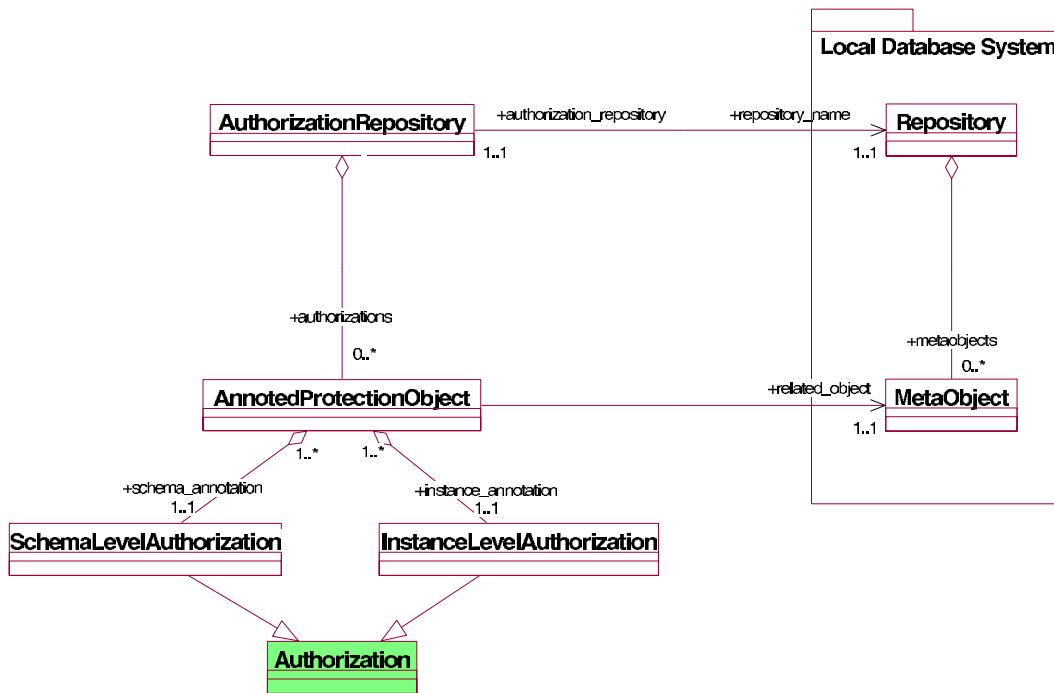 Local Database System
AuthorizationRepository
+authorization_repository
+repository_name
Repository
1..1
1..1
+authorizations
0..*
+metaobjects
0..*
AnnotedProtectionObject
+related_object
MetaObject
1..1
1..*
1..*
+schema_annotation
1..1
+instance_annotation
1..1
SchemaLevelAuthorization
InstanceLevelAuthorization
Authorization